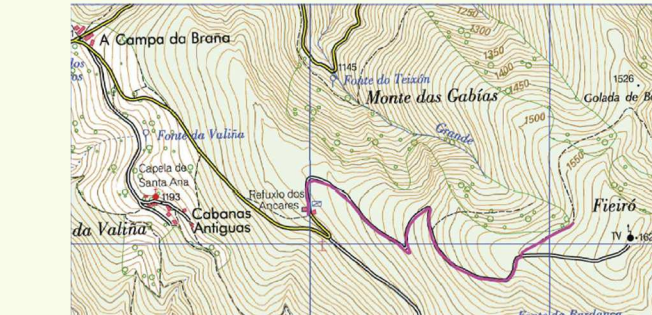 1250
1300
A Campa da Braña
1350
1145
1400
Fonte do Teixón
1450
1526
Monte das Gabías
Golada de
1500
Grande
Fonte da Valiña
1550
Capela de
Santa Ana
1193
Refuxio dos
Ancares
Fieiró
Cabanas
Antiguas
da Valiña
TV